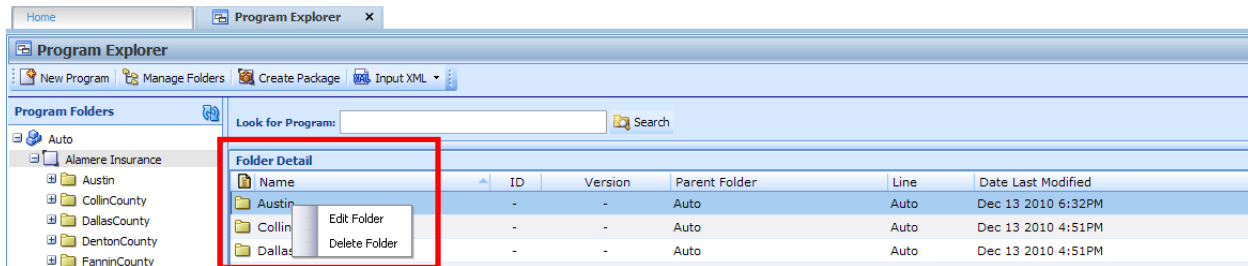 Home Program Explorer x
Program Explorer
New Program Manage Folders Create Package Input XML
Program Folders
Look for Program: Search
Auto
Alamere Insurance
Folder Detail
Name ID Version Parent Folder Line Date Last Modified
Austin
Austin - - Auto Auto Dec 13 2010 6:32PM
Edit Folder
CollinCounty
Collin - - Auto Auto Dec 13 2010 4:51PM
DallasCounty
Delete Folder
DentonCounty
Dallas - - Auto Auto Dec 13 2010 4:51PM
FanninCounty